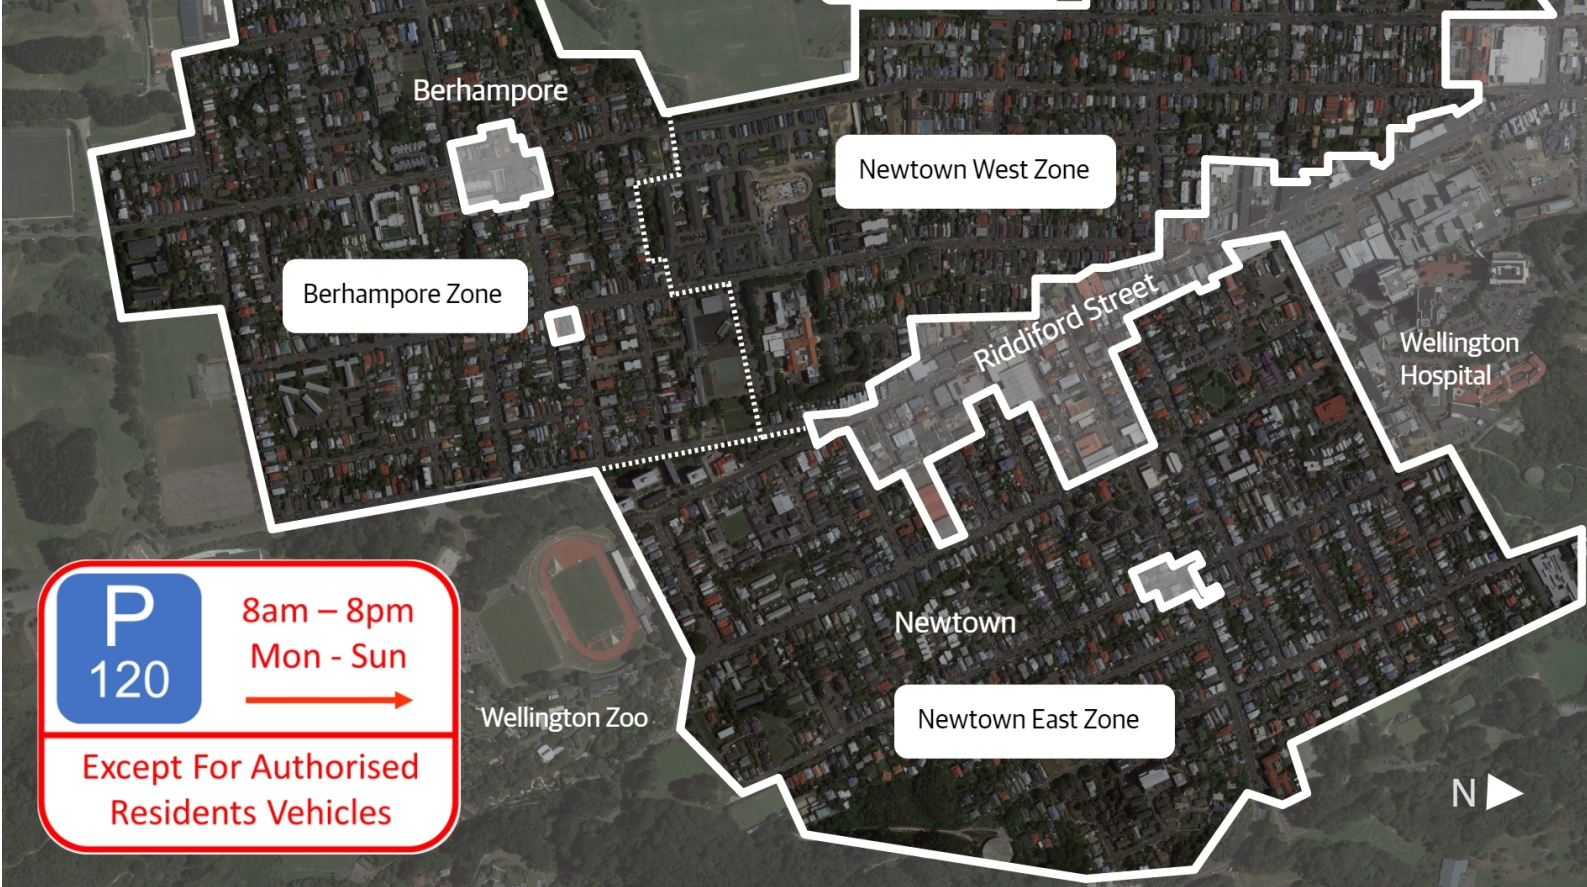 Berhampore
Newtown West Zone
Berhampore Zone
Riddiford Street
Wellington
Hospital
P
120
8am – 8pm
Mon - Sun
Except For Authorised
Residents Vehicles
Newtown
Wellington Zoo
Newtown East Zone
N